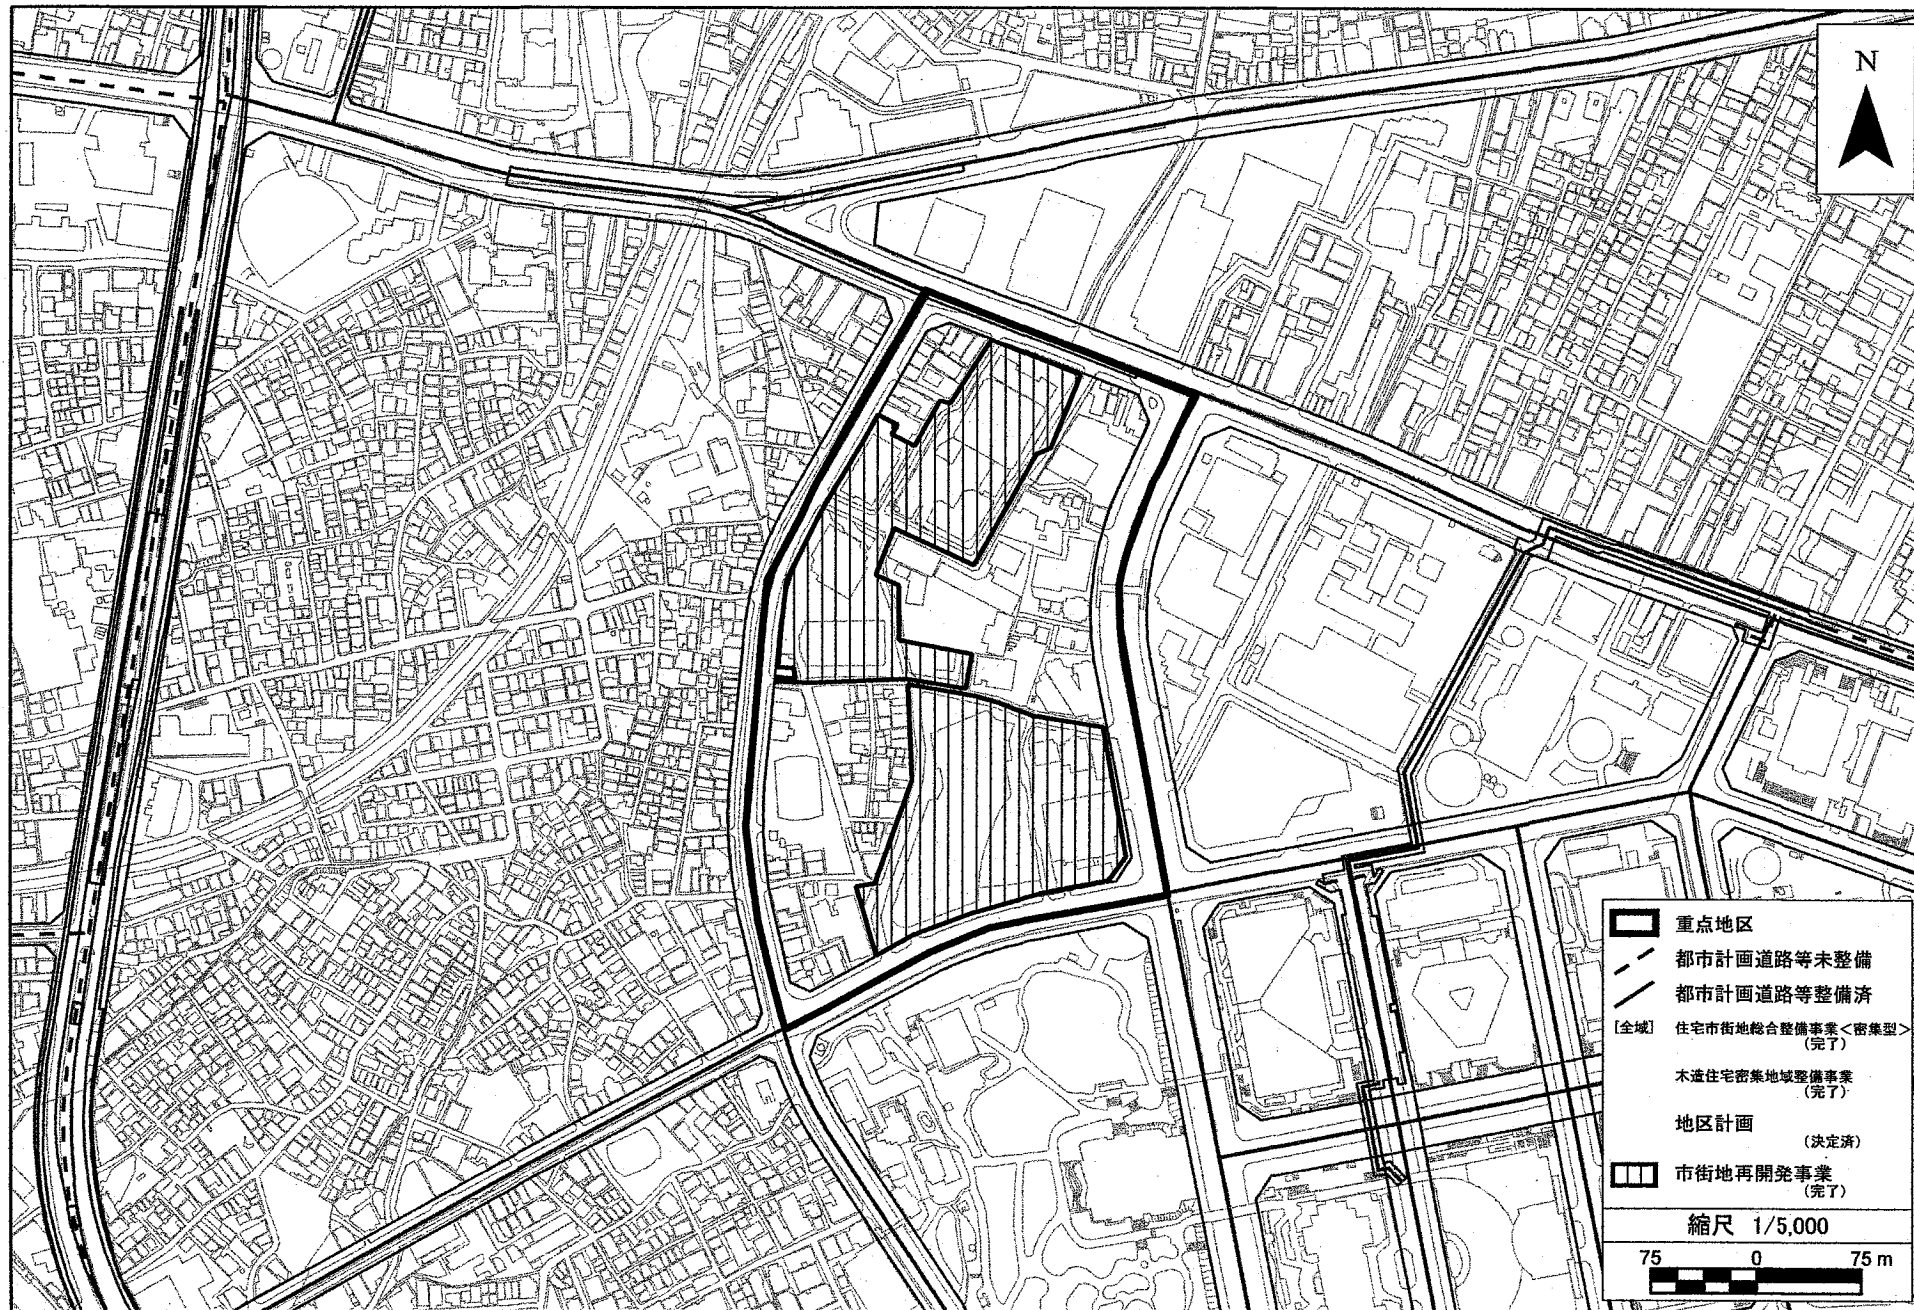 N
重点地区
都市計画道路等未整備
都市計画道路等整備済
[全域] 住宅市街地総合整備事業<密集型>
(完了)
木造住宅密集地域整備事業
(完了)
地区計画
(決定済)
市街地再開発事業
(完了)
縮尺 1/5,000
75 0 75 m